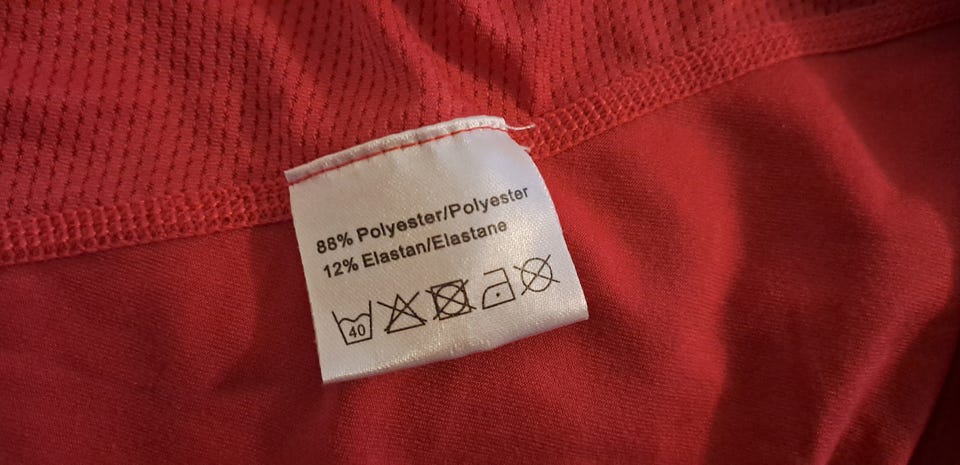 88% Polyester/Polyester
12% Elastan/Elastane
40